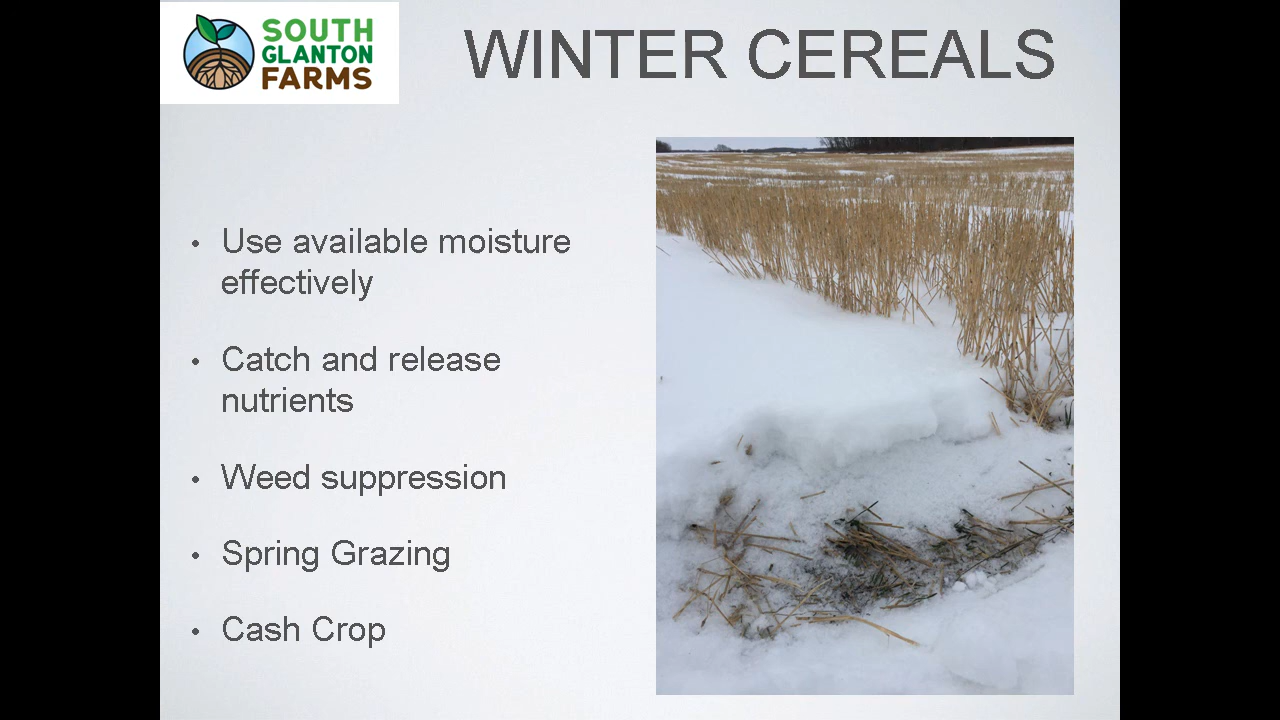 SOUTH
GLANTON
FARMS
WINTER CEREALS
• Use available moisture
effectively
• Catch and release
nutrients
• Weed suppression
• Spring Grazing
• Cash Crop